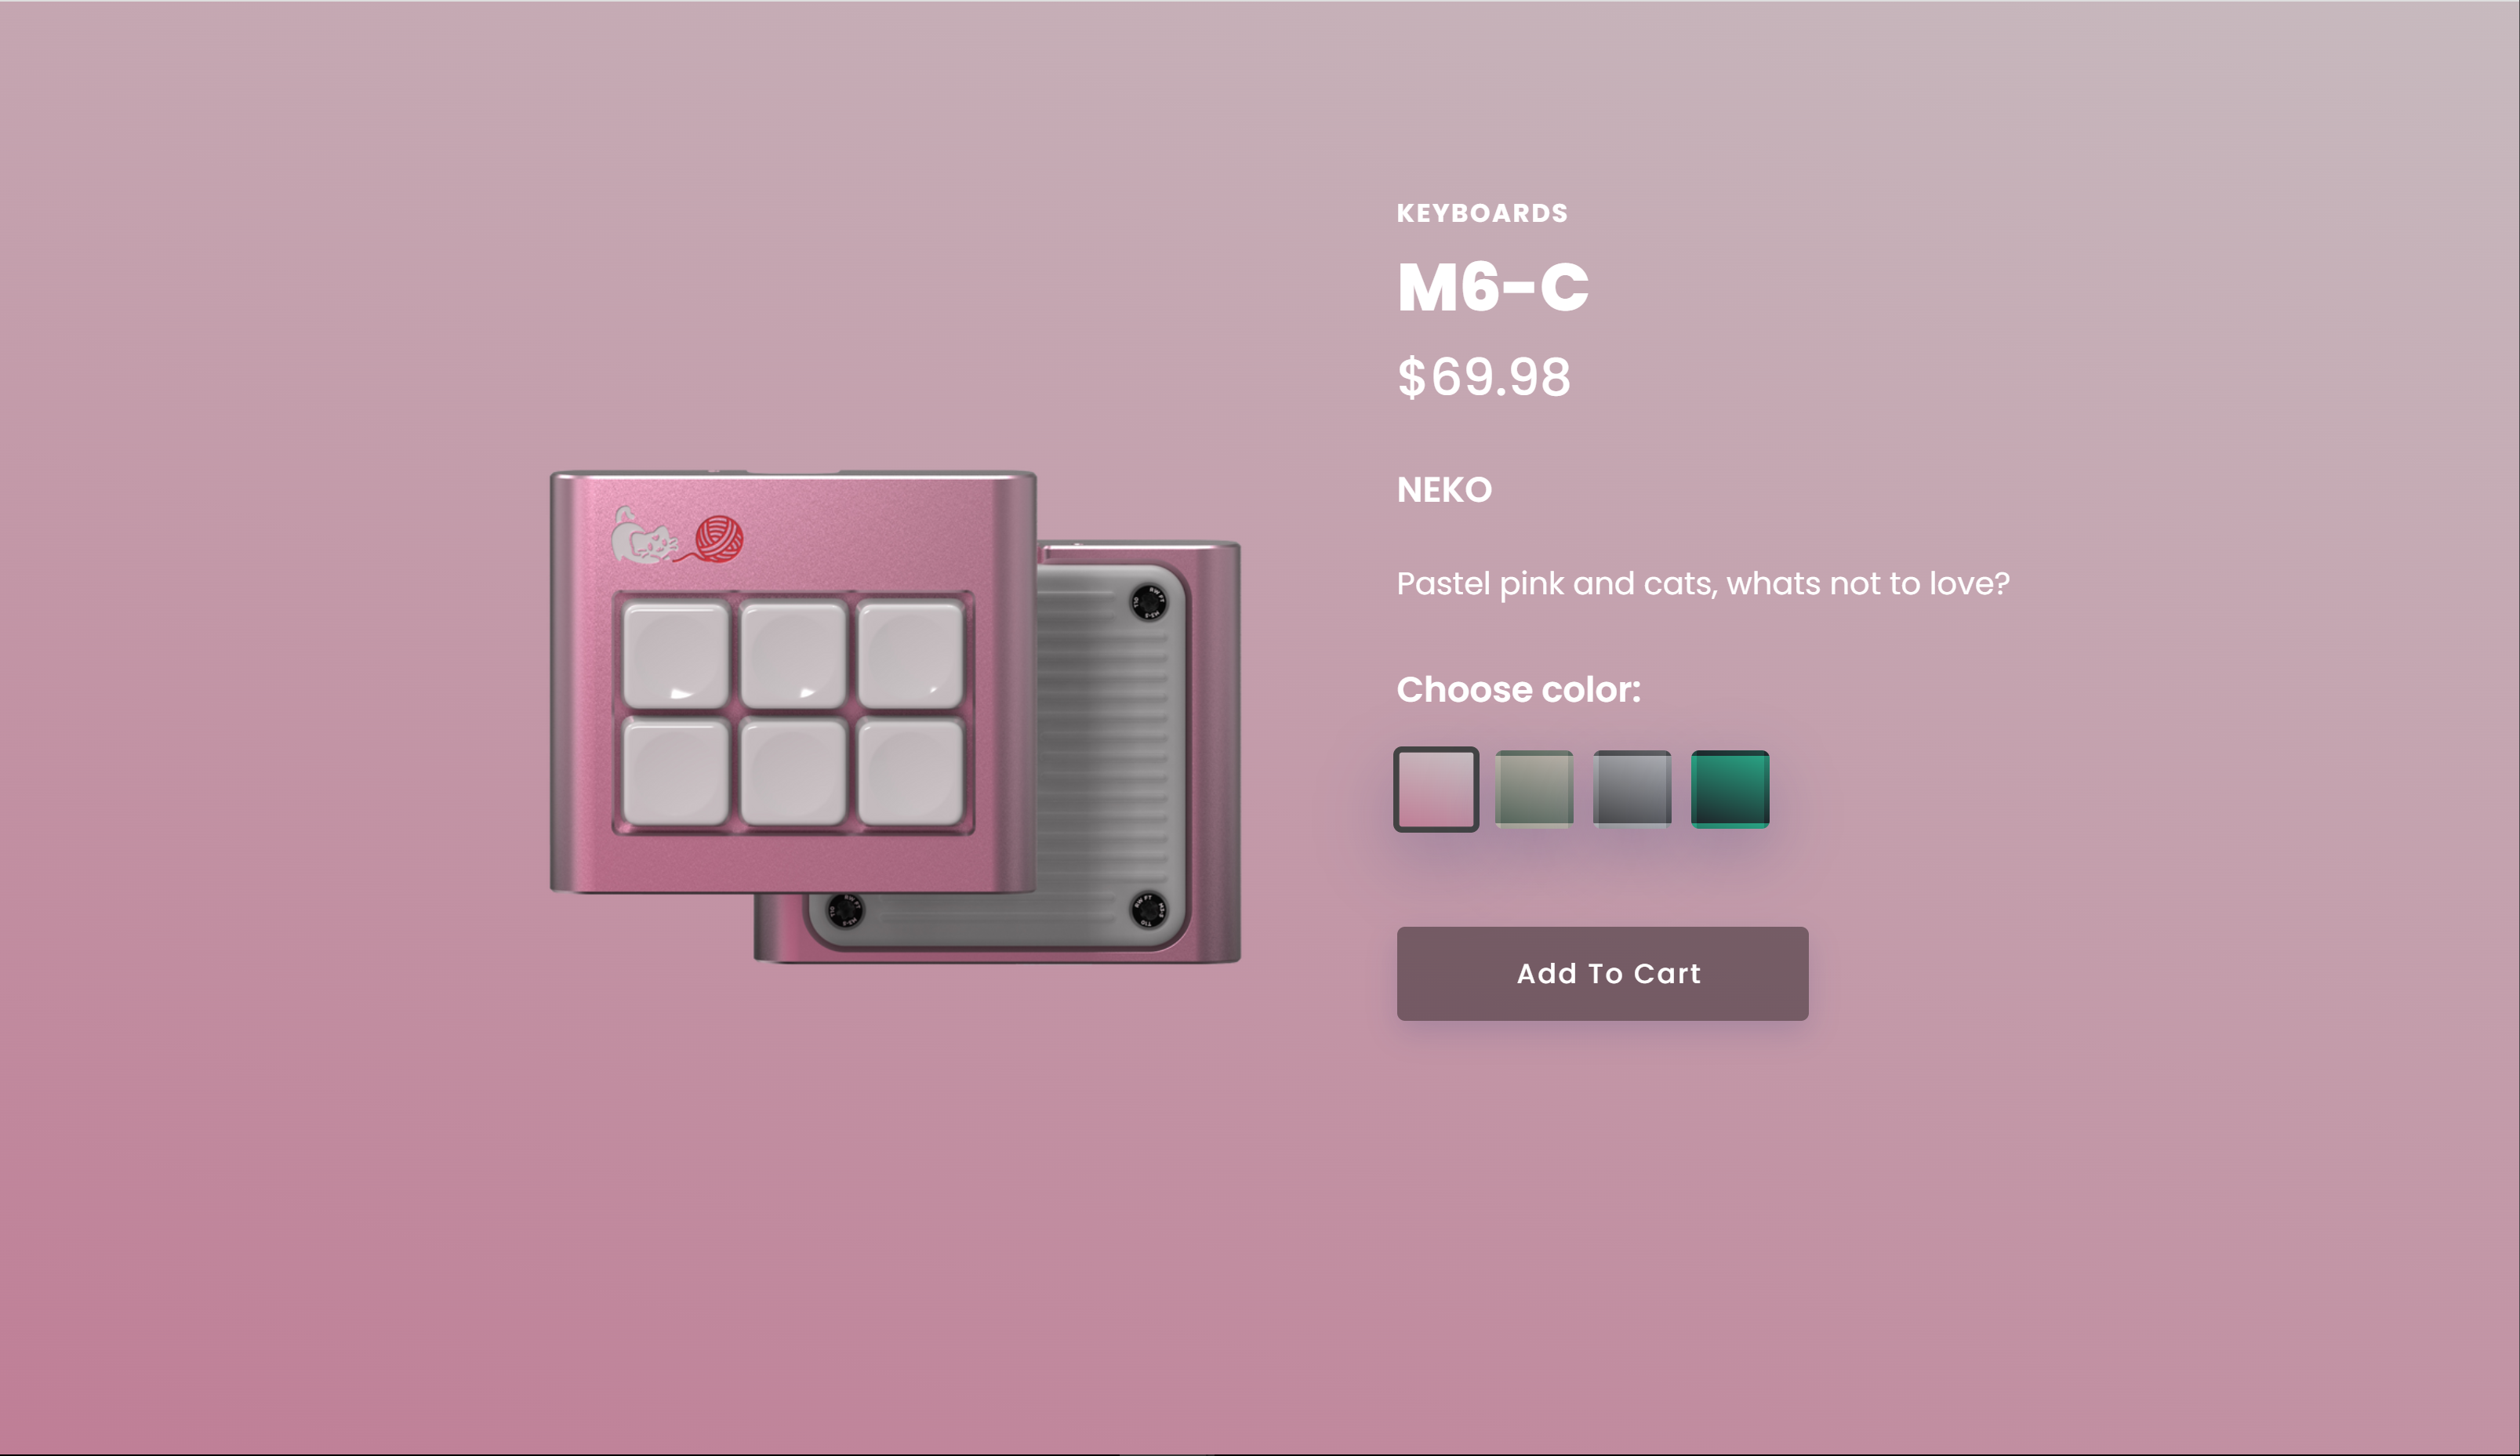 KEYBOARDS
M6-C
$69.98
NEKO
Pastel pink and cats, whats not to love?
Choose color:
Add To Cart